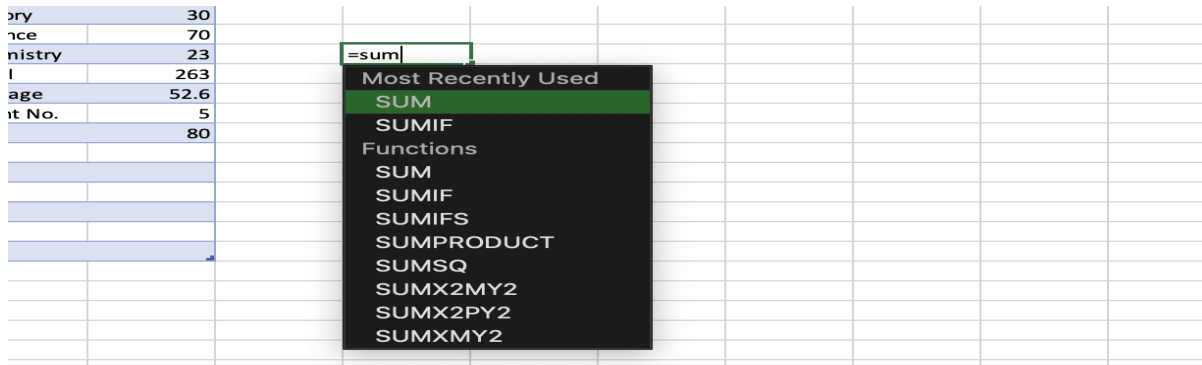 ory 30
nce 70
mistry 23
l 263
age 52.6
nt No. 5
80
=sum
Most Recently Used
SUM
SUMIF
Functions
SUM
SUMIF
SUMIFS
SUMPRODUCT
SUMSQ
SUMX2MY2
SUMX2PY2
SUMXMY2